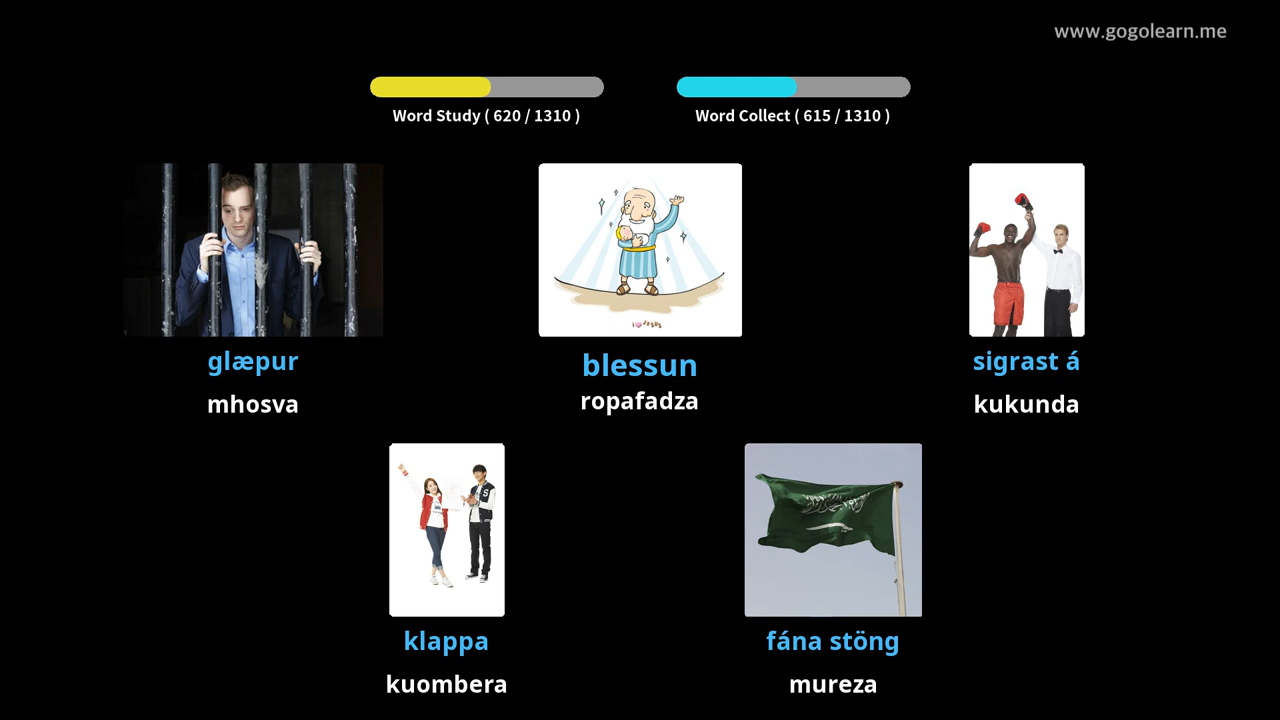 www.gogolearn.me
Word Study ( 620 / 1310 )
Word Collect ( 615 / 1310 )
glæpur
mhosva
blessun
ropafadza
sigrast á
kukunda
klappa
kuombera
fána stöng
mureza